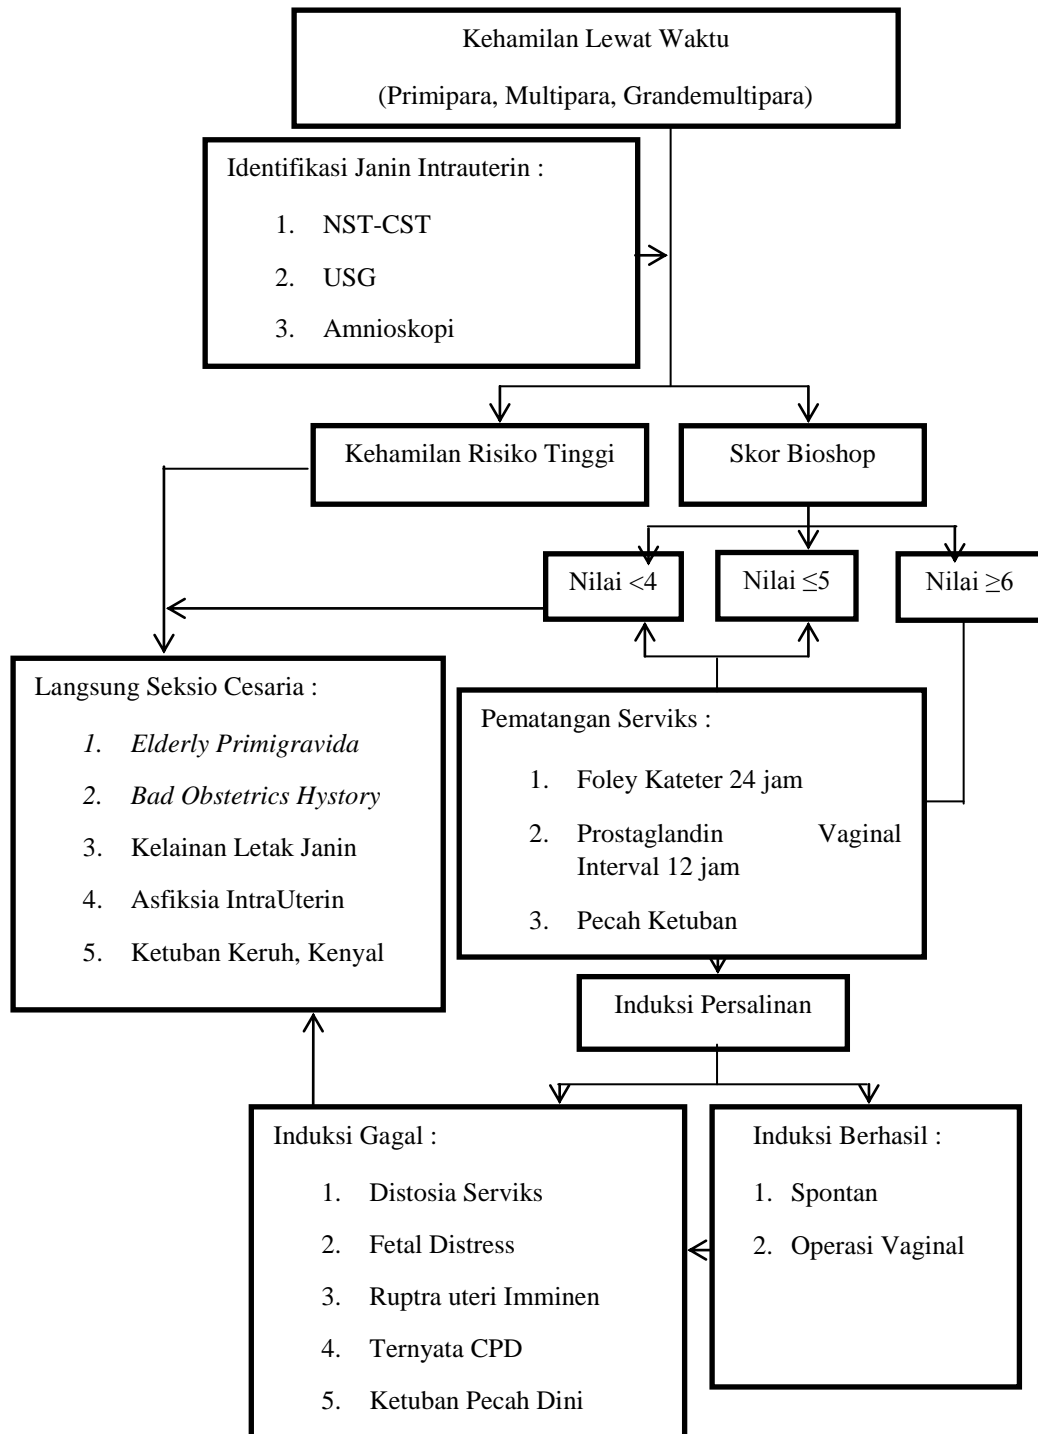 Kehamilan Lewat Waktu
(Primipara, Multipara, Grandemultipara)
Identifikasi Janin Intrauterin :
1. NST-CST
2. USG
3. Amnioskopi
Kehamilan Risiko Tinggi
Skor Bioshop
Nilai <4
Nilai ≤5
Nilai ≥6
Langsung Seksio Cesaria :
1. Elderly Primigravida
2. Bad Obstetrics Hystory
3. Kelainan Letak Janin
4. Asfiksia IntraUterin
5. Ketuban Keruh, Kenyal
Pematangan Serviks :
1. Foley Kateter 24 jam
2. Prostaglandin Vaginal
Interval 12 jam
3. Pecah Ketuban
Induksi Persalinan
Induksi Gagal :
1. Distosia Serviks
2. Fetal Distress
3. Ruptra uteri Imminen
4. Ternyata CPD
5. Ketuban Pecah Dini
Induksi Berhasil :
1. Spontan
2. Operasi Vaginal